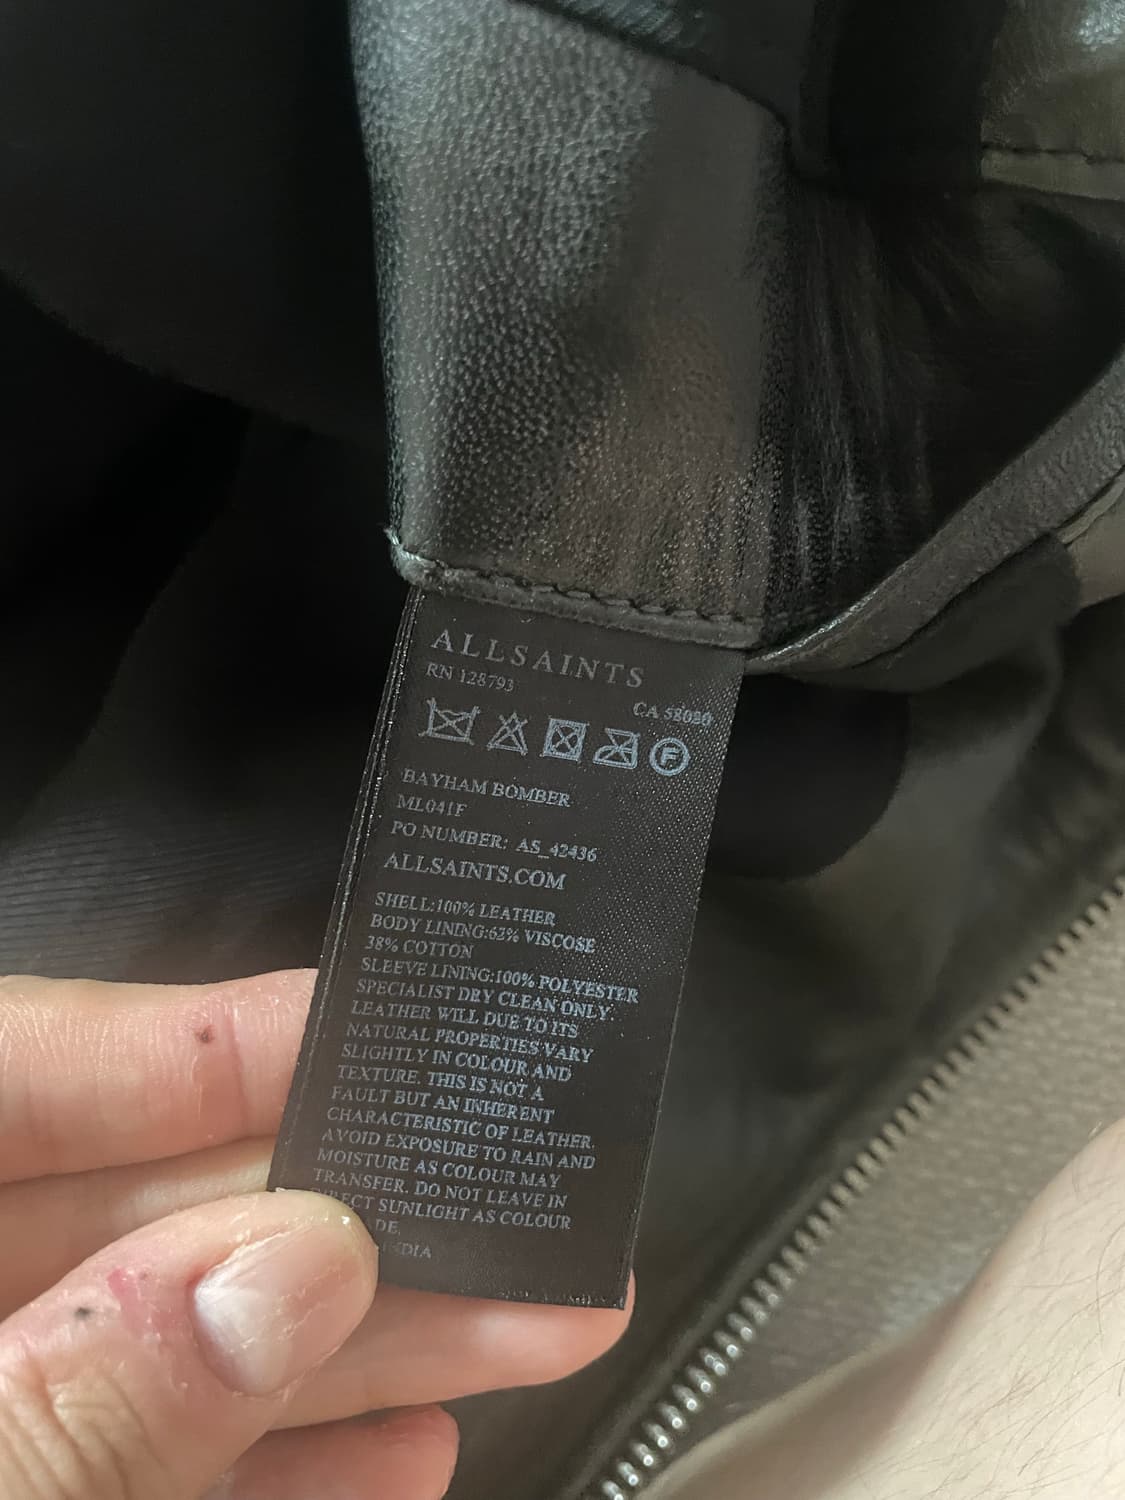 ALLSAINTS
RN 128793
CA 58080
F
BAYHAM BOMBER
ML041F
PO NUMBER: AS_42436
ALLSAINTS.COM
SHELL:100% LEATHER
BODY LINING:62% VISCOSE
38% COTTON
SLEEVE LINING:100% POLYESTER
SPECIALIST DRY CLEAN ONLY.
LEATHER WILL DUE TO ITS
NATURAL PROPERTIES VARY
SLIGHTLY IN COLOUR AND
TEXTURE. THIS IS NOT A
FAULT BUT AN INHERENT
CHARACTERISTIC OF LEATHER.
AVOID EXPOSURE TO RAIN AND
MOISTURE AS COLOUR MAY
TRANSFER. DO NOT LEAVE IN
SUNLIGHT AS COLOUR